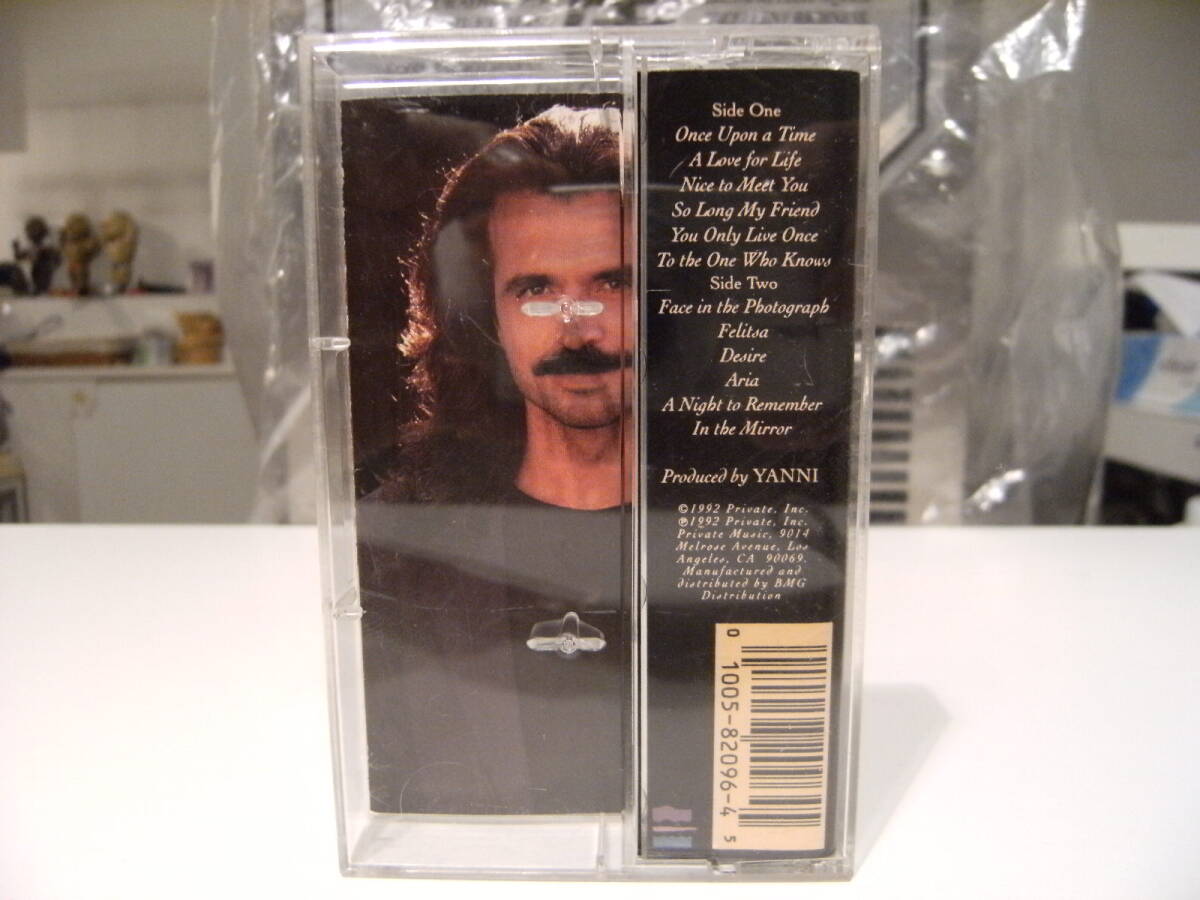 Side One
Once Upon a Time
A Love for Life
Nice to Meet You
So Long My Friend
You Only Live Once
To the One Who Knows
Side Two
Face in the Photograph
Felitsa
Desire
Aria
A Night to Remember
In the Mirror
Produced by YANNI
©1992 Private, Inc.
℗1992 Private, Inc.
Private Music, 9014
Melrose Avenue, Los
Angeles, CA 90069.
Manufactured and
distributed by BMG
Distribution
0 1005-82096-4 5